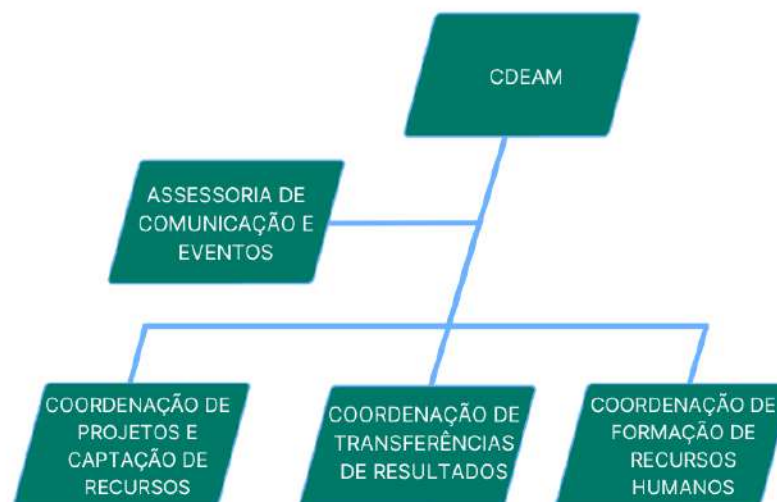 CDEAM
ASSESSORIA DE
COMUNICAÇÃO E
EVENTOS
COORDENAÇÃO DE
PROJETOS E
CAPTAÇÃO DE
RECURSOS
COORDENAÇÃO DE
TRANSFERÊNCIAS
DE RESULTADOS
COORDENAÇÃO DE
FORMAÇÃO DE
RECURSOS
HUMANOS